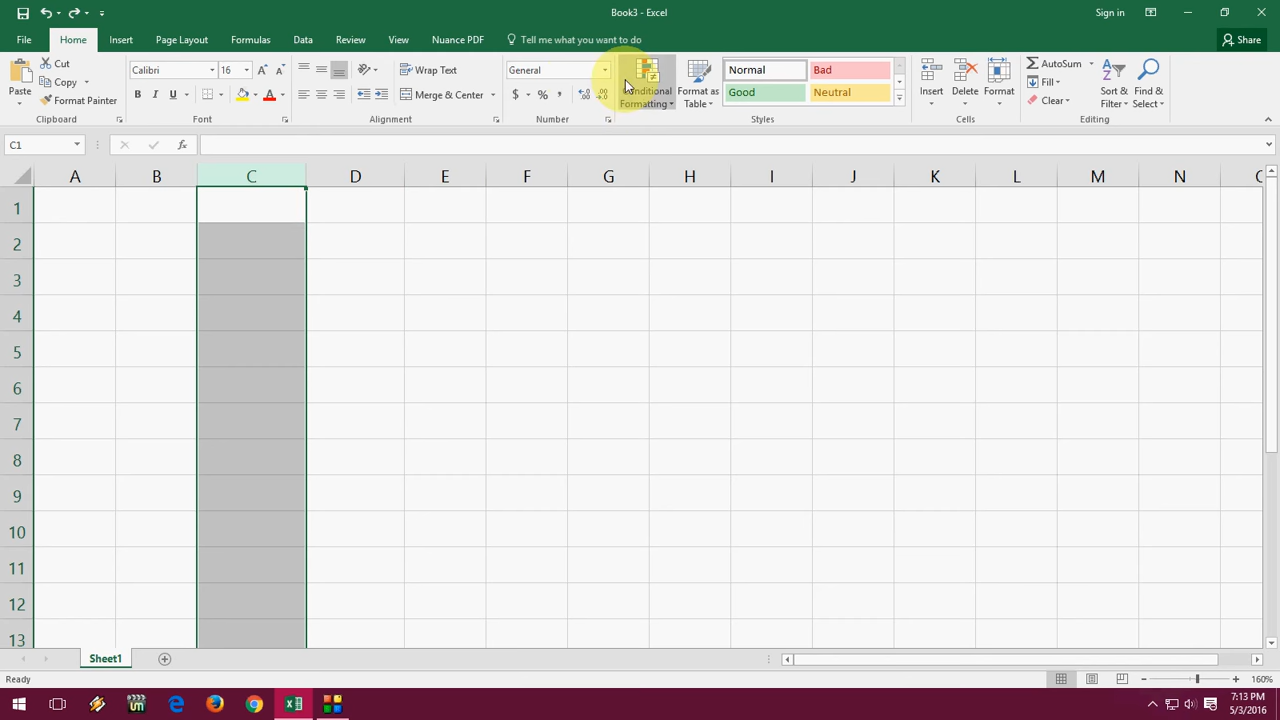 Book3 - Excel
Sign in
File Home Insert Page Layout Formulas Data Review View Nuance PDF Tell me what you want to do Share
Paste
Cut
Copy
Format Painter
Clipboard
Calibri 16 A A
B I U A
Font
Wrap Text
Merge & Center
Alignment
General
$ % ,
.0 .00
Number
Conditional
Formatting
Format as
Table
Normal Bad
Good Neutral
Styles
Insert Delete Format
Cells
AutoSum
Fill
Clear
Sort &
Filter
Find &
Select
Editing
C1 fx
A B C D E F G H I J K L M N
1
2
3
4
5
6
7
8
9
10
11
12
13
Sheet1
Ready 160%
7:13 PM
5/3/2016